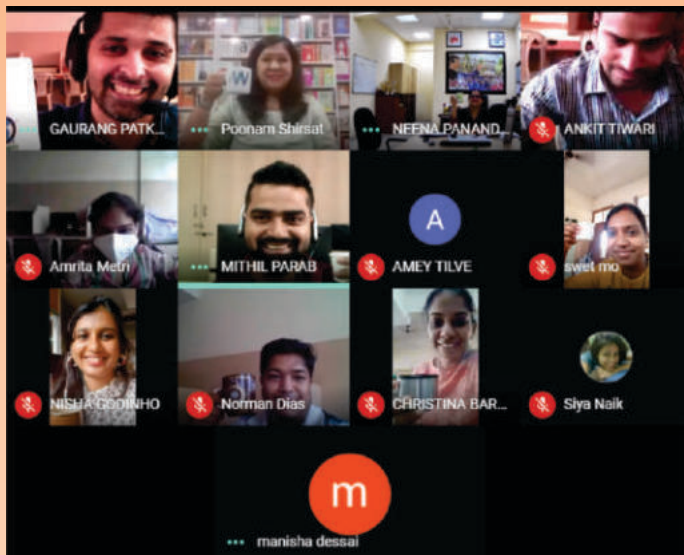 GAURANG PATK...
Poonam Shirsat
NEENA PANAND...
ANKIT TIWARI
Amrita Metri
MITHIL PARAB
A
AMEY TILVE
swet mo
NISHA GODINHO
Norman Dias
CHRISTINA BAR...
Siya Naik
m
manisha dessai